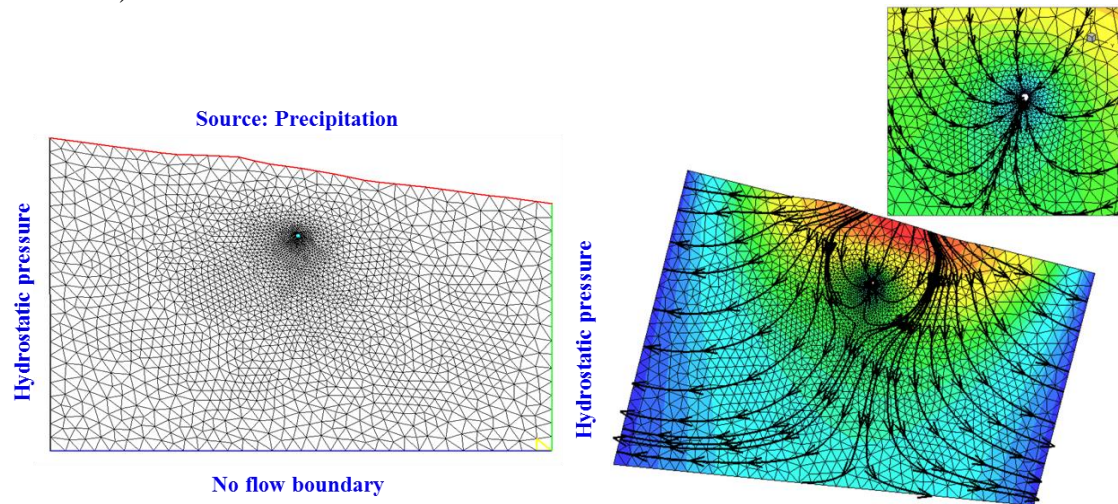 Source: Precipitation
Hydrostatic pressure
Hydrostatic pressure
No flow boundary